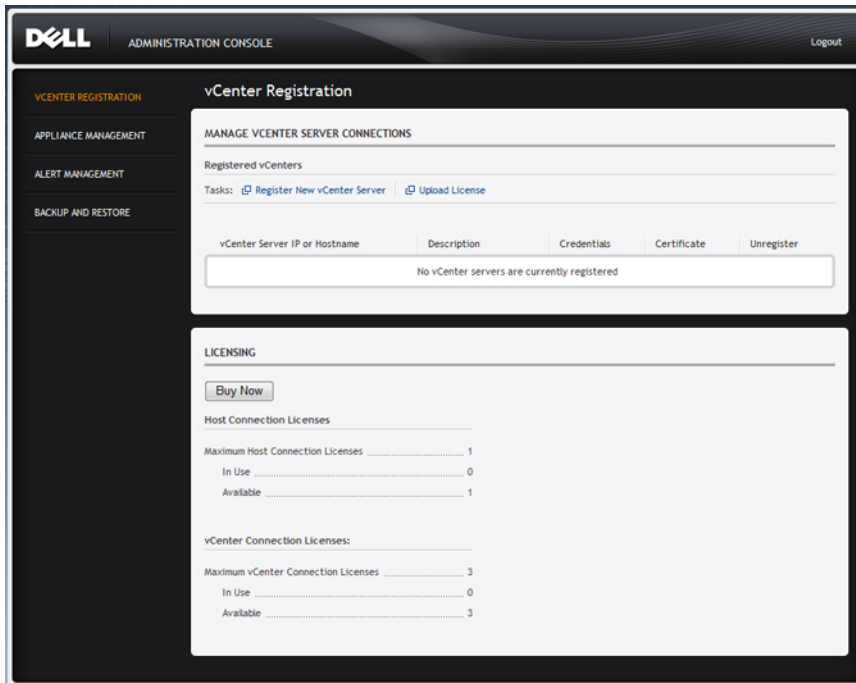 DELL ADMINISTRATION CONSOLE Logout
VCENTER REGISTRATION
APPLIANCE MANAGEMENT
ALERT MANAGEMENT
BACKUP AND RESTORE
vCenter Registration
MANAGE VCENTER SERVER CONNECTIONS
Registered vCenters
Tasks: Register New vCenter Server Upload License
vCenter Server IP or Hostname Description Credentials Certificate Unregister
No vCenter servers are currently registered
LICENSING
Buy Now
Host Connection Licenses
Maximum Host Connection Licenses 1
In Use 0
Available 1
vCenter Connection Licenses:
Maximum vCenter Connection Licenses 3
In Use 0
Available 3